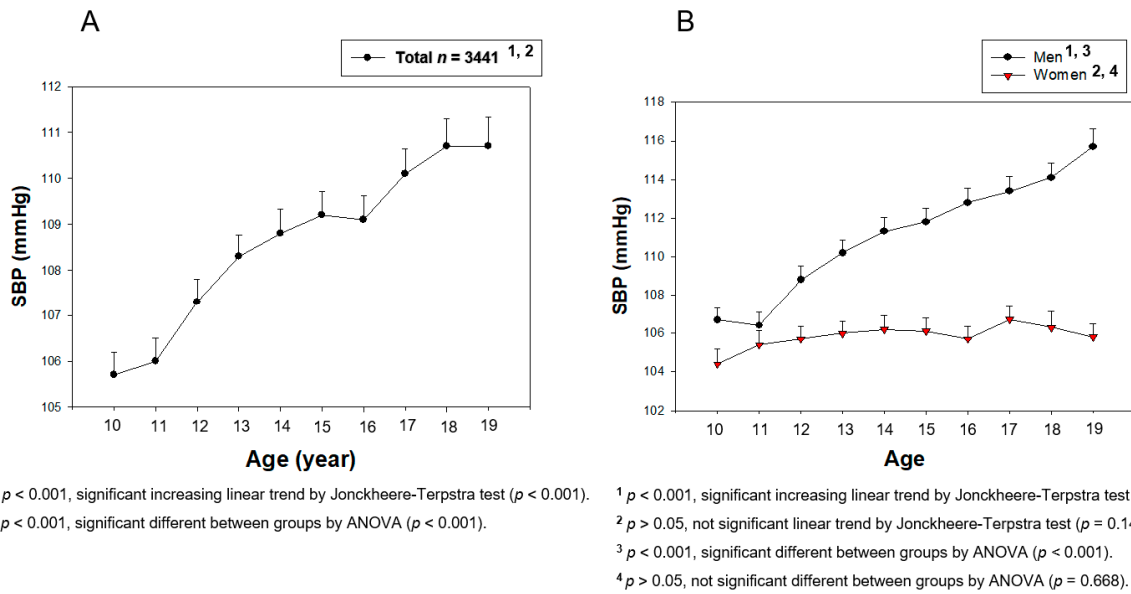 A
Total n = 3441 1, 2
112
111
110
109
108
107
106
105
SBP (mmHg)
10 11 12 13 14 15 16 17 18 19
Age (year)
p < 0.001, significant increasing linear trend by Jonckheere-Terpstra test (p < 0.001).
p < 0.001, significant different between groups by ANOVA (p < 0.001).
B
Men 1, 3
Women 2, 4
118
116
114
112
110
108
106
104
102
SBP (mmHg)
10 11 12 13 14 15 16 17 18 19
Age
1 p < 0.001, significant increasing linear trend by Jonckheere-Terpstra test
2 p > 0.05, not significant linear trend by Jonckheere-Terpstra test (p = 0.14
3 p < 0.001, significant different between groups by ANOVA (p < 0.001).
4 p > 0.05, not significant different between groups by ANOVA (p = 0.668).